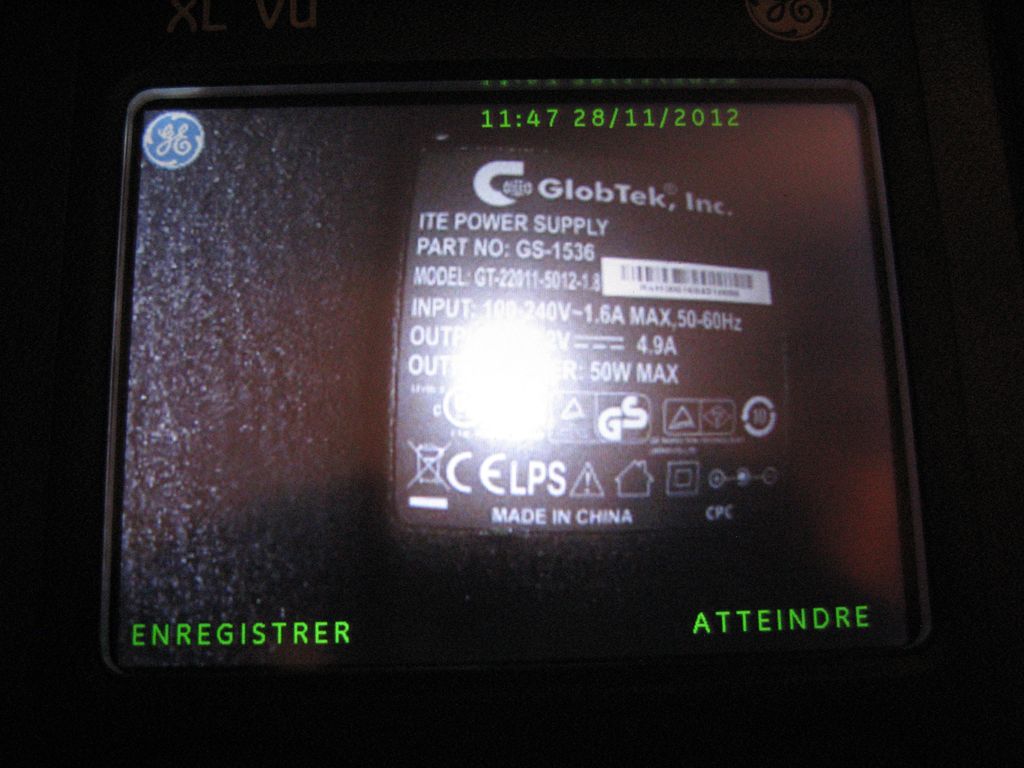 XL Vu
11:47 28/11/2012
GE
GlobTek®, Inc.
ITE POWER SUPPLY
PART NO: GS-1536
MODEL: GT-22011-5012-1.8
INPUT: 100-240V~1.6A MAX,50-60Hz
V 4.9A
50W MAX
GS
10
CE LPS
MADE IN CHINA CPC
ENREGISTRER
ATTEINDRE